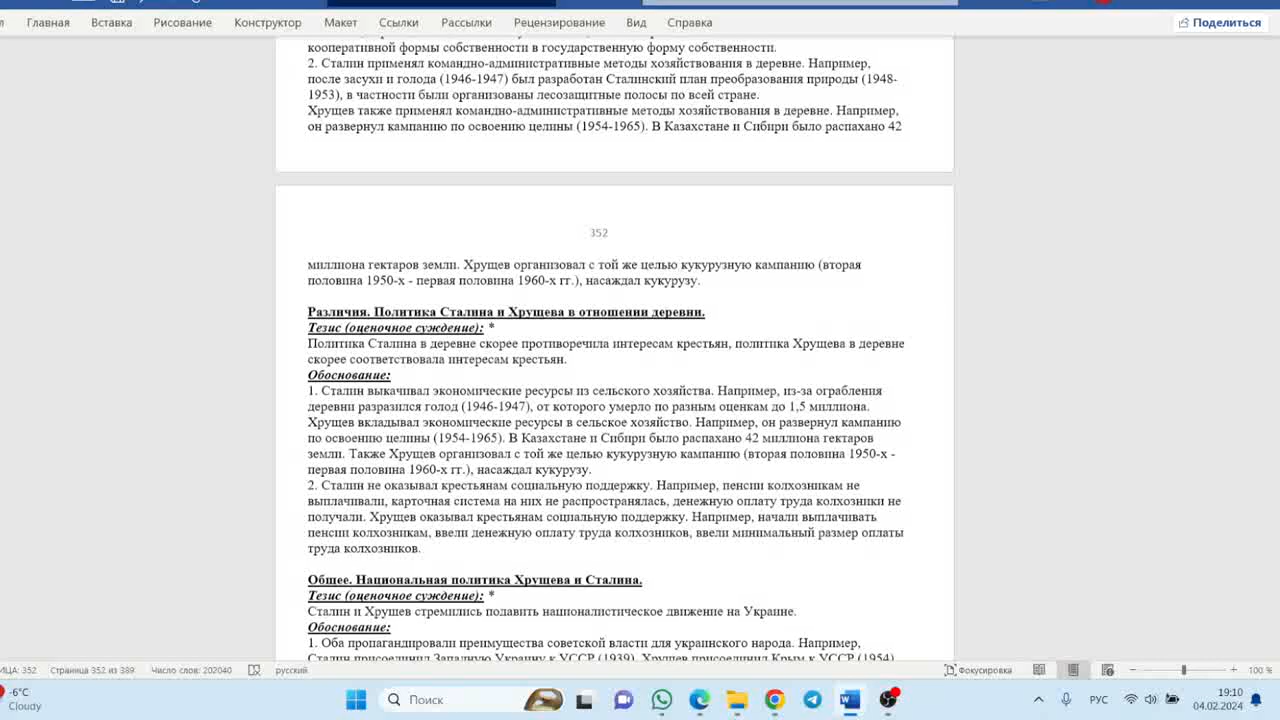 Главная Вставка Рисование Конструктор Макет Ссылки Рассылки Рецензирование Вид Справка Поделиться
кооперативной формы собственности в государственную форму собственности.
2. Сталин применял командно-административные методы хозяйствования в деревне. Например,
после засухи и голода (1946-1947) был разработан Сталинский план преобразования природы (1948-
1953), в частности были организованы лесозащитные полосы по всей стране.
Хрущев также применял командно-административные методы хозяйствования в деревне. Например,
он развернул кампанию по освоению целины (1954-1965). В Казахстане и Сибири было распахано 42
352
миллиона гектаров земли. Хрущев организовал с той же целью кукурузную кампанию (вторая
половина 1950-х - первая половина 1960-х гг.), насаждал кукурузу.
Различия. Политика Сталина и Хрущева в отношении деревни.
Тезис (оценочное суждение): *
Политика Сталина в деревне скорее противоречила интересам крестьян, политика Хрущева в деревне
скорее соответствовала интересам крестьян.
Обоснование:
1. Сталин выкачивал экономические ресурсы из сельского хозяйства. Например, из-за ограбления
деревни разразился голод (1946-1947), от которого умерло по разным оценкам до 1,5 миллиона.
Хрущев вкладывал экономические ресурсы в сельское хозяйство. Например, он развернул кампанию
по освоению целины (1954-1965). В Казахстане и Сибири было распахано 42 миллиона гектаров
земли. Также Хрущев организовал с той же целью кукурузную кампанию (вторая половина 1950-х -
первая половина 1960-х гг.), насаждал кукурузу.
2. Сталин не оказывал крестьянам социальную поддержку. Например, пенсии колхозникам не
выплачивали, карточная система на них не распространялась, денежную оплату труда колхозники не
получали. Хрущев оказывал крестьянам социальную поддержку. Например, начали выплачивать
пенсии колхозникам, ввели денежную оплату труда колхозников, ввели минимальный размер оплаты
труда колхозников.
Общее. Национальная политика Хрущева и Сталина.
Тезис (оценочное суждение): *
Сталин и Хрущев стремились подавить националистическое движение на Украине.
Обоснование:
1. Оба пропагандировали преимущества советской власти для украинского народа. Например,
Сталин присоединил Западную Украину к УССР (1939), Хрущев присоединил Крым к УССР (1954)
ИЦА: 352 Страница 352 из 389 Число слов: 202040 русский Фокусировка 100 %
-6°C
Cloudy
Поиск
РУС
19:10
04.02.2024